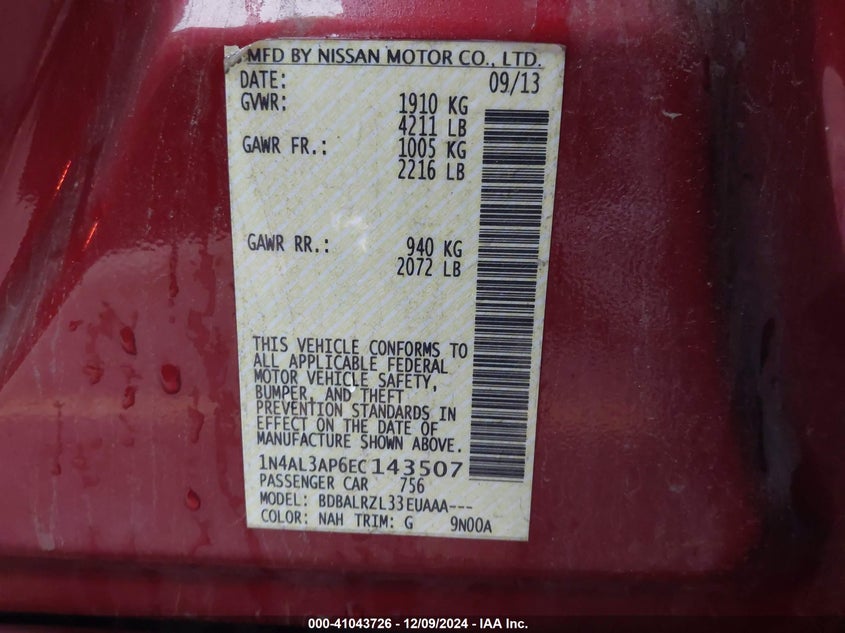 MFD BY NISSAN MOTOR CO., LTD.
DATE: 09/13
GVWR: 1910 KG
4211 LB
GAWR FR.: 1005 KG
2216 LB
GAWR RR.: 940 KG
2072 LB
THIS VEHICLE CONFORMS TO
ALL APPLICABLE FEDERAL
MOTOR VEHICLE SAFETY,
BUMPER, AND THEFT
PREVENTION STANDARDS IN
EFFECT ON THE DATE OF
MANUFACTURE SHOWN ABOVE.
1N4AL3AP6EC143507
PASSENGER CAR 756
MODEL: BDBALRZL33EUAAA---
COLOR: NAH TRIM: G 9N00A
000-41043726 - 12/09/2024 - IAA Inc.